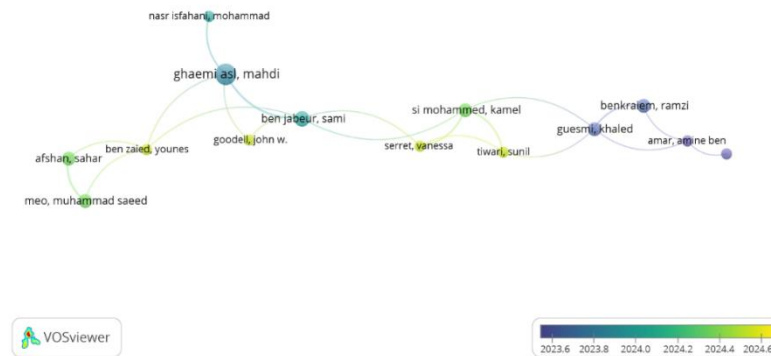 nasr isfahani, mohammad
ghaemi asl, mahdi
si mohammed, kamel
benkraiem, ramzi
ben jabeur, sami
guesmi, khaled
goodell, john w.
amar, amine ben
ben zaied, younes
serret, vanessa
tiwari, sunil
afshan, sahar
meo, muhammad saeed
VOSviewer
2023.6 2023.8 2024.0 2024.2 2024.4 2024.6